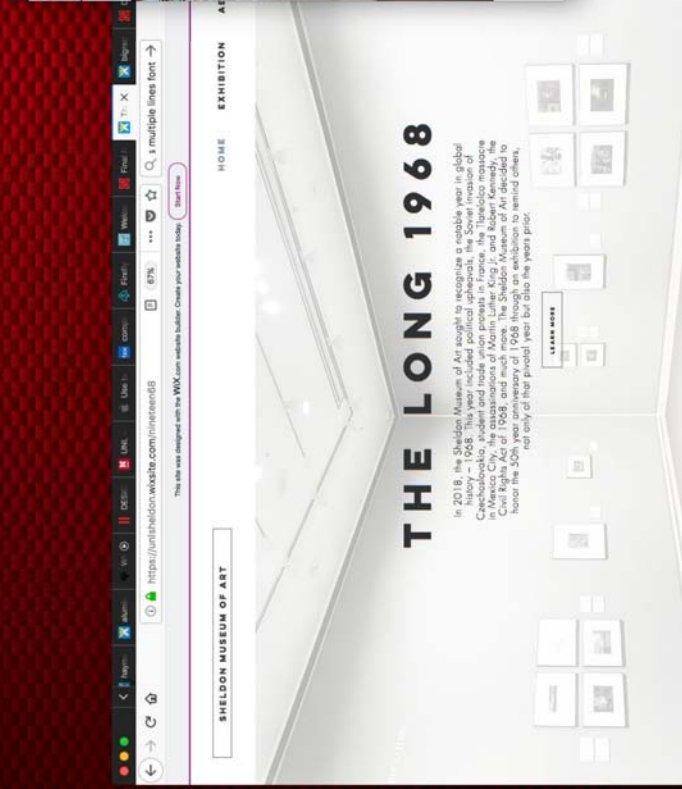 https://unlsheldon.wixsite.com/nineteen68
67%
multiple lines font
This site was designed with the WiX.com website builder. Create your website today.
Start Now
SHELDON MUSEUM OF ART
HOME
EXHIBITION
THE LONG 1968
In 2018, the Sheldon Museum of Art sought to recognize a notable year in global
history – 1968. This year included political upheavals, the Soviet invasion of
Czechoslovakia, student and trade union protests in France, the Tlatelolco massacre
in Mexico City, the assassinations of Martin Luther King Jr. and Robert Kennedy, the
Civil Rights Act of 1968, and much more. The Sheldon Museum of Art decided to
honor the 50th year anniversary of 1968 through an exhibition to remind others,
not only of that pivotal year but also the years prior.
LEARN MORE